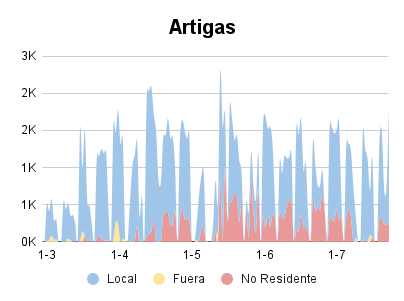 Artigas
3K
2K
2K
1K
1K
0K
1-3 1-4 1-5 1-6 1-7
Local Fuera No Residente